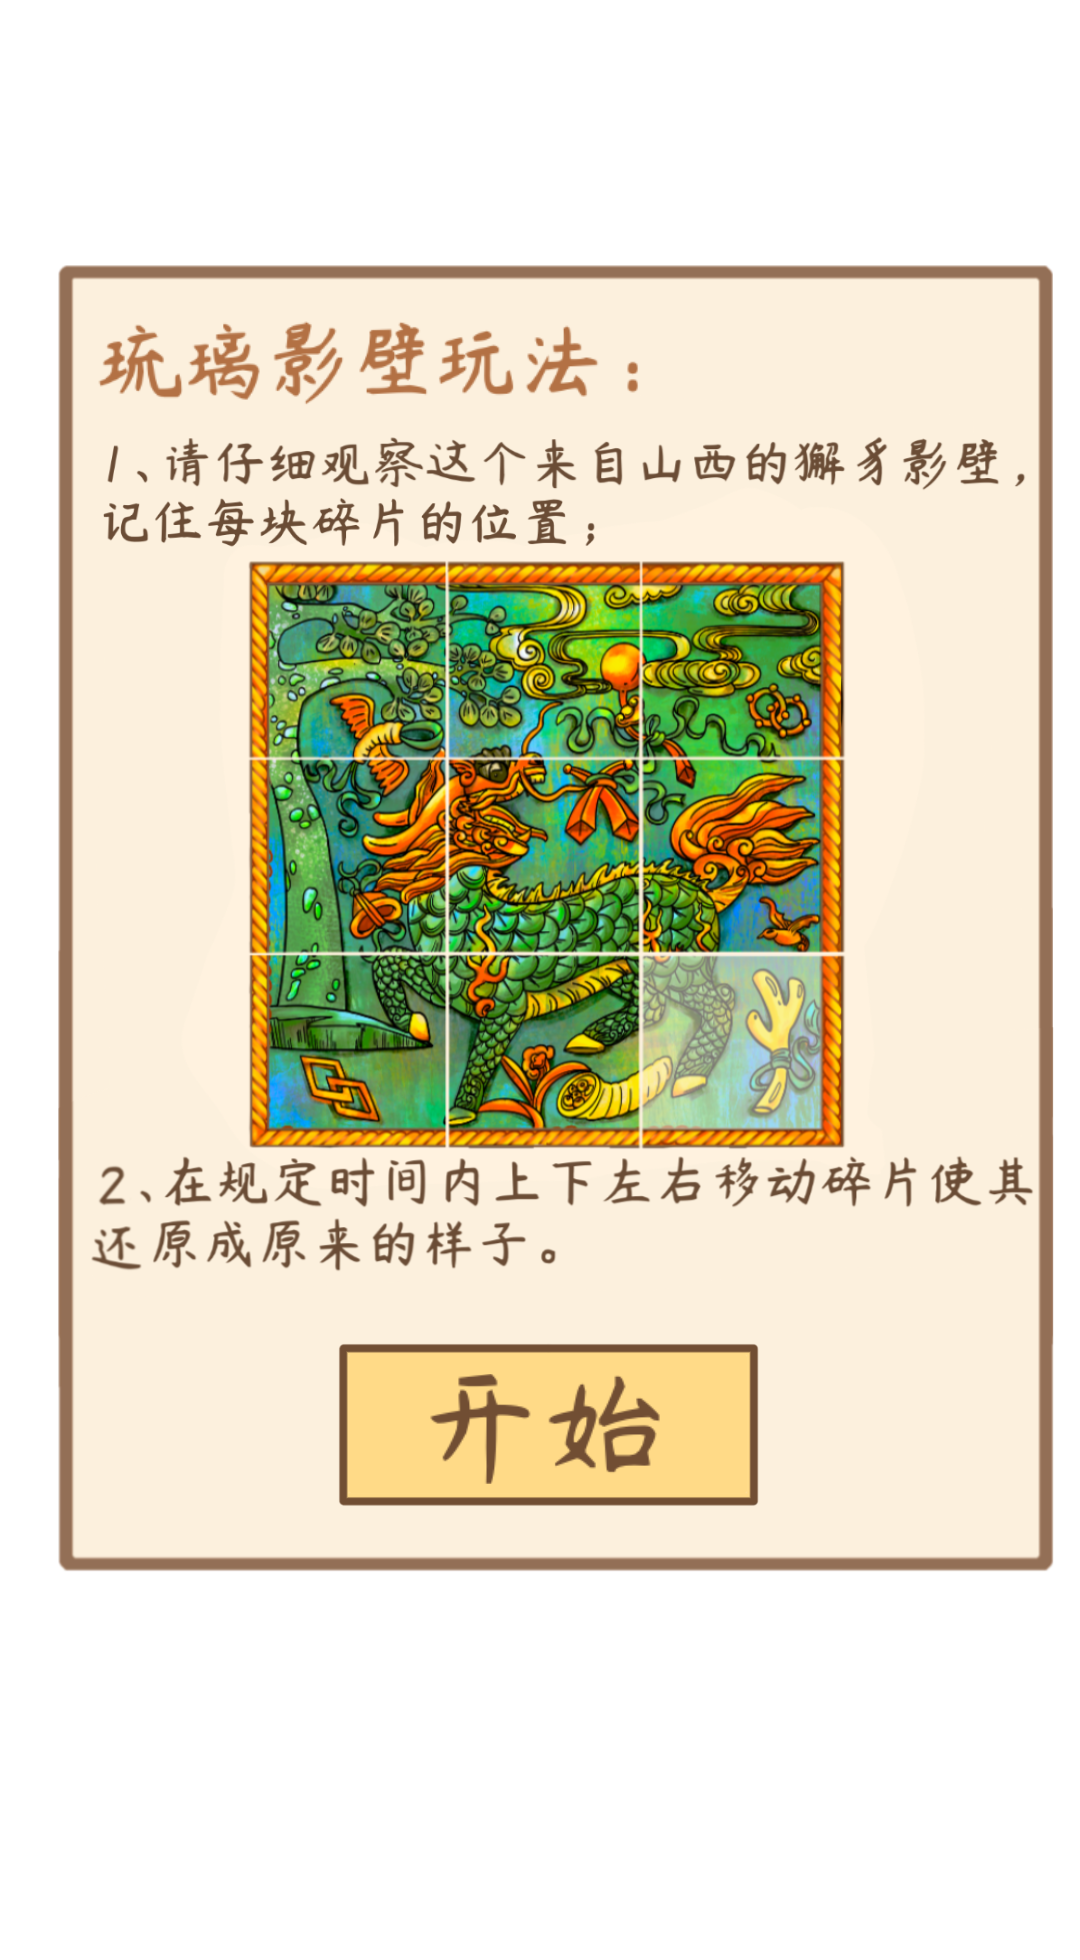 琉璃影壁玩法：
1、请仔细观察这个来自山西的獬豸影壁，
记住每块碎片的位置；
2、在规定时间内上下左右移动碎片使其
还原成原来的样子。
开始